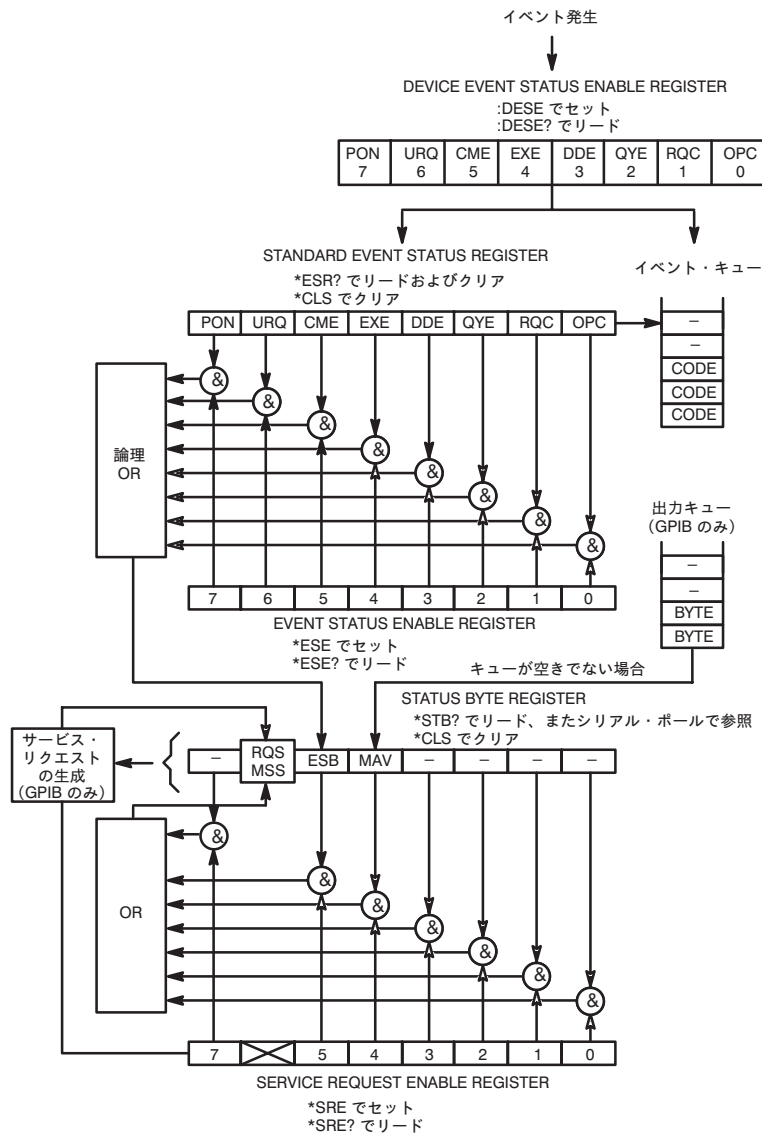 イベント発生
DEVICE EVENT STATUS ENABLE REGISTER
:DESE でセット
:DESE? でリード
PON URQ CME EXE DDE QYE RQC OPC
7 6 5 4 3 2 1 0
STANDARD EVENT STATUS REGISTER
*ESR? でリードおよびクリア
*CLS でクリア
イベント・キュー
PON URQ CME EXE DDE QYE RQC OPC
–
–
CODE
CODE
CODE
&
&
&
&
&
&
&
&
論理
OR
出力キュー
(GPIB のみ)
–
–
BYTE
BYTE
7 6 5 4 3 2 1 0
EVENT STATUS ENABLE REGISTER
*ESE でセット
*ESE? でリード
キューが空きでない場合
STATUS BYTE REGISTER
*STB? でリード、またシリアル・ポールで参照
*CLS でクリア
サービス・
リクエスト
の生成
(GPIB のみ)
{
– RQS ESB MAV – – – –
MSS
&
&
&
&
&
&
&
OR
7 5 4 3 2 1 0
SERVICE REQUEST ENABLE REGISTER
*SRE でセット
*SRE? でリード